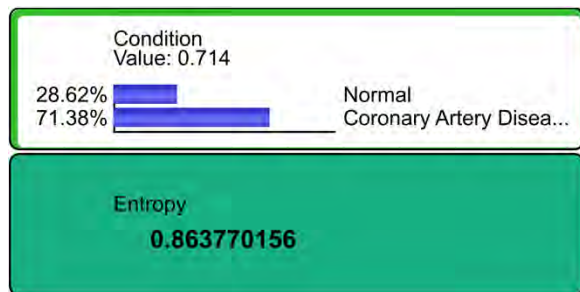 Condition
Value: 0.714
28.62% Normal
71.38% Coronary Artery Disea...
Entropy
0.863770156